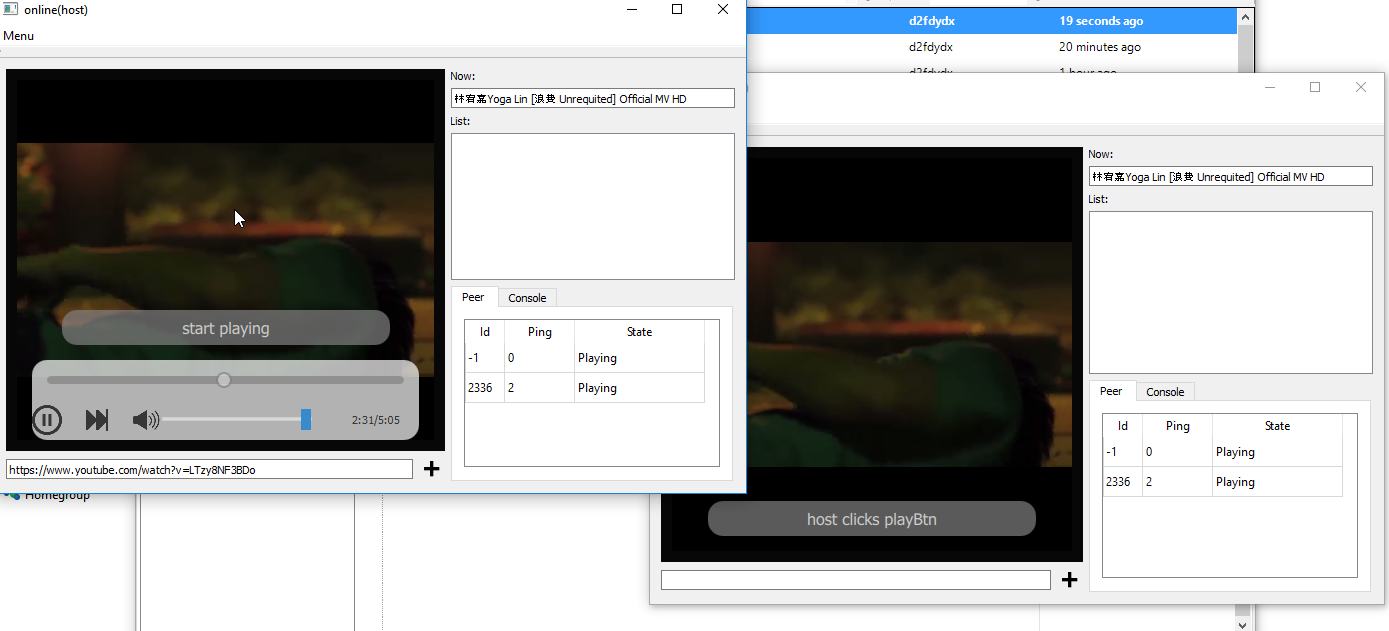 online(host)
Menu
Now:
林宥嘉Yoga Lin [浪費 Unrequited] Official MV HD
List:
start playing
2:31/5:05
https://www.youtube.com/watch?v=LTzy8NF3BDo
Peer Console
Id Ping State
-1 0 Playing
2336 2 Playing
Homegroup
d2fdydx 19 seconds ago
d2fdydx 20 minutes ago
d2fdydx 1 hour ago
Now:
林宥嘉Yoga Lin [浪費 Unrequited] Official MV HD
List:
host clicks playBtn
Peer Console
Id Ping State
-1 0 Playing
2336 2 Playing